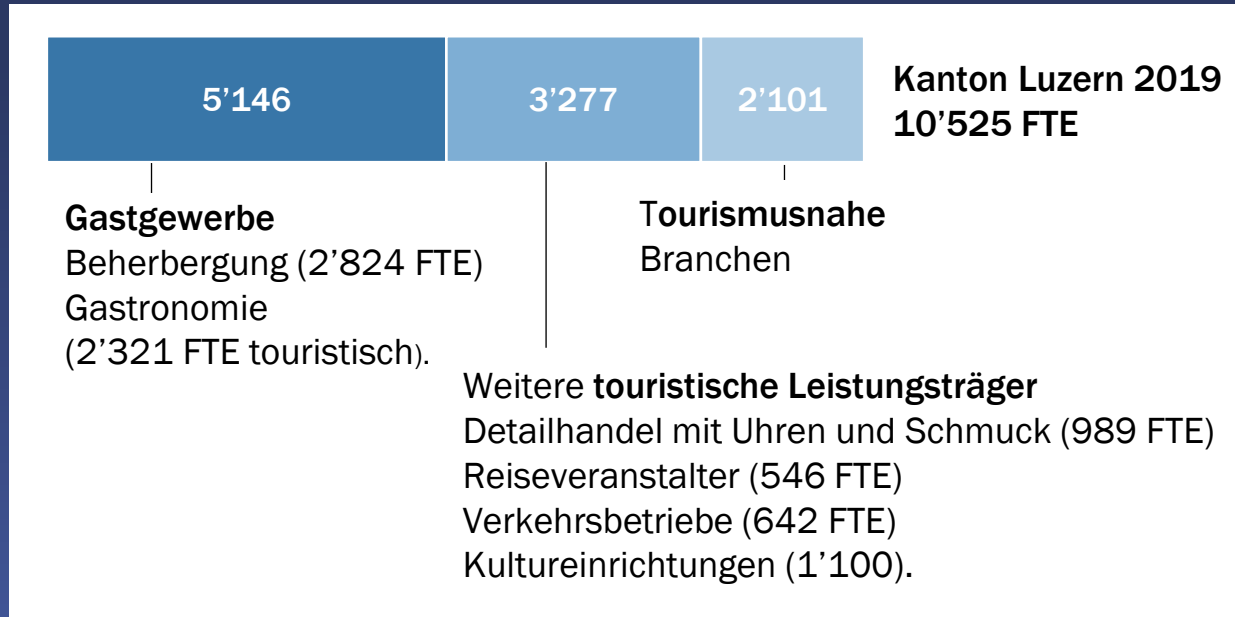 5’146
3’277
2’101
Kanton Luzern 2019
10’525 FTE
Gastgewerbe
Beherbergung (2’824 FTE)
Gastronomie
(2’321 FTE touristisch).
Tourismusnahe
Branchen
Weitere touristische Leistungsträger
Detailhandel mit Uhren und Schmuck (989 FTE)
Reiseveranstalter (546 FTE)
Verkehrsbetriebe (642 FTE)
Kultureinrichtungen (1’100).